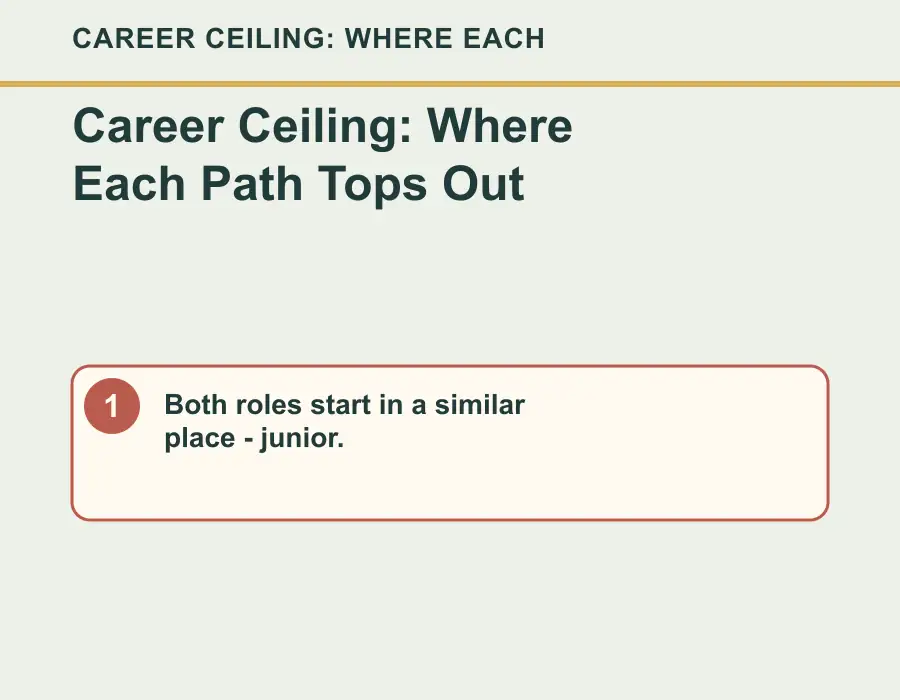 CAREER CEILING: WHERE EACH
Career Ceiling: Where
Each Path Tops Out
1
Both roles start in a similar
place - junior.